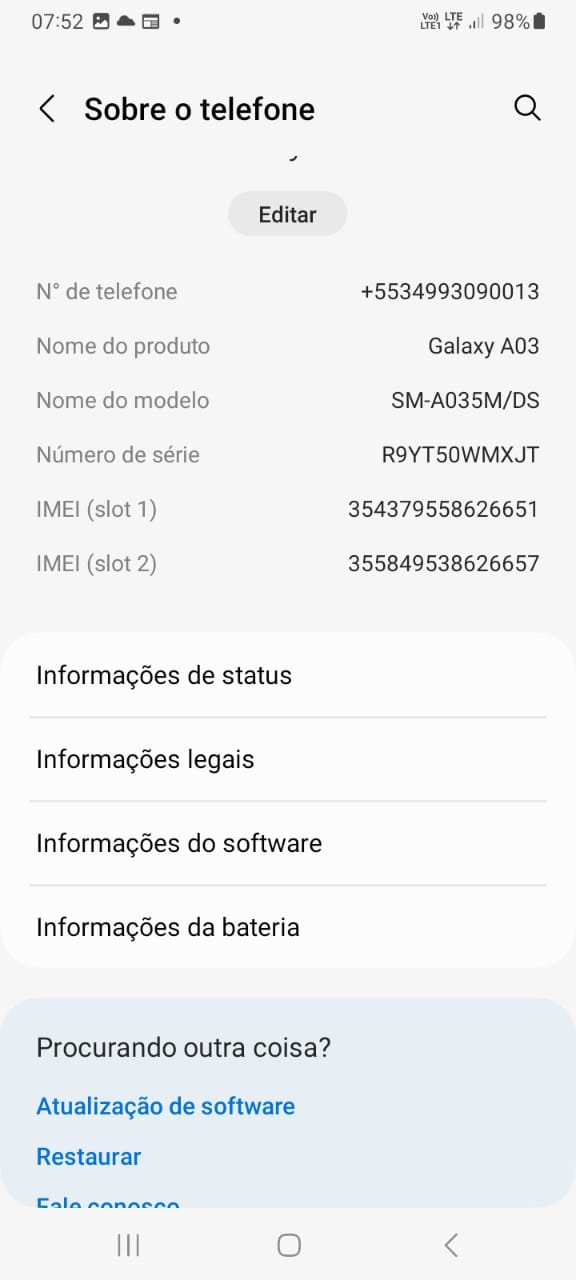 07:52 98%
Sobre o telefone
Editar
N° de telefone +5534993090013
Nome do produto Galaxy A03
Nome do modelo SM-A035M/DS
Número de série R9YT50WMXJT
IMEI (slot 1) 354379558626651
IMEI (slot 2) 355849538626657
Informações de status
Informações legais
Informações do software
Informações da bateria
Procurando outra coisa?
Atualização de software
Restaurar
Fale conosco